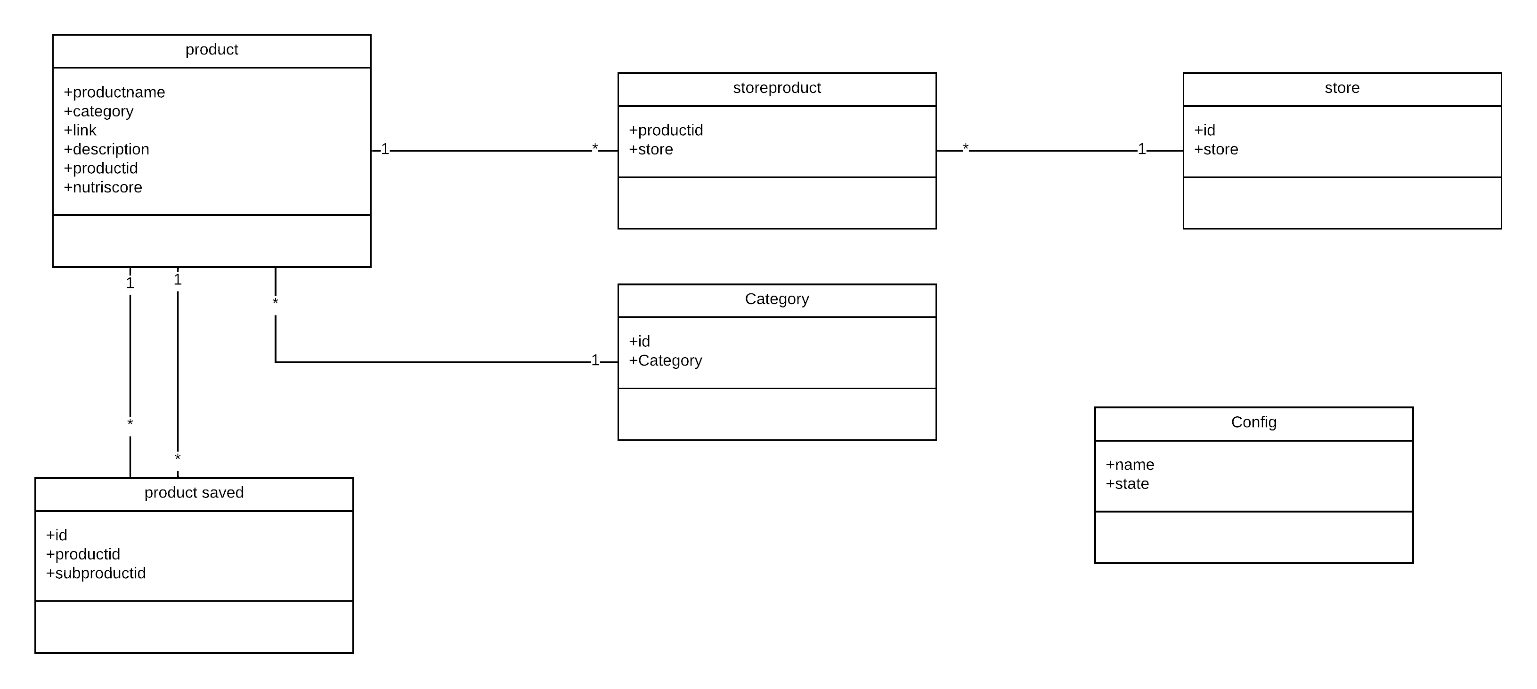 product
+productname
+category
+link
+description
+productid
+nutriscore
1
*
storeproduct
+productid
+store
*
1
store
+id
+store
1
1
*
*
*
1
Category
+id
+Category
product saved
+id
+productid
+subproductid
Config
+name
+state